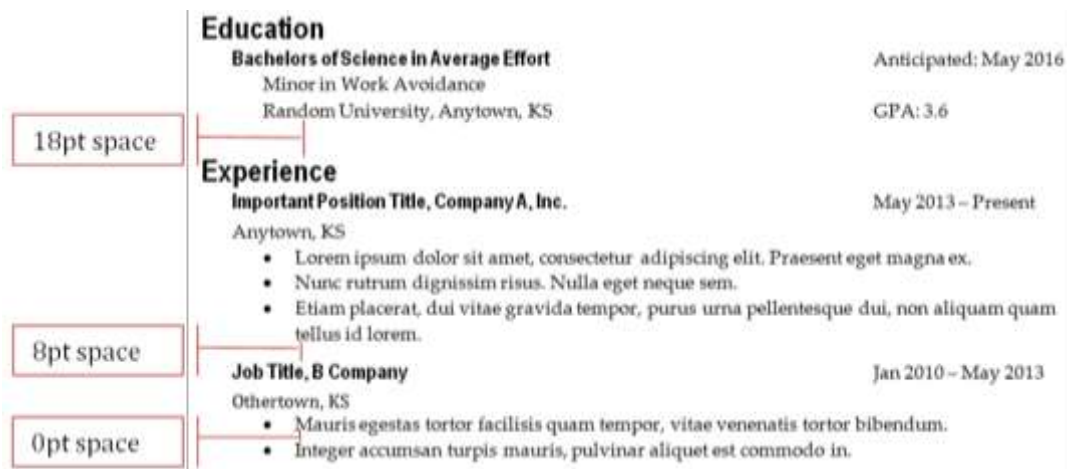 Education
Bachelors of Science in Average Effort Anticipated: May 2016
Minor in Work Avoidance
Random University, Anytown, KS GPA: 3.6
18pt space
Experience
Important Position Title, Company A, Inc. May 2013 – Present
Anytown, KS
• Lorem ipsum dolor sit amet, consectetur adipiscing elit. Praesent eget magna ex.
• Nunc rutrum dignissim risus. Nulla eget neque sem.
• Etiam placerat, dui vitae gravida tempor, purus urna pellentesque dui, non aliquam quam
tellus id lorem.
8pt space
Job Title, B Company Jan 2010 – May 2013
Othertown, KS
• Mauris egestas tortor facilisis quam tempor, vitae venenatis tortor bibendum.
0pt space
• Integer accumsan turpis mauris, pulvinar aliquet est commodo in.